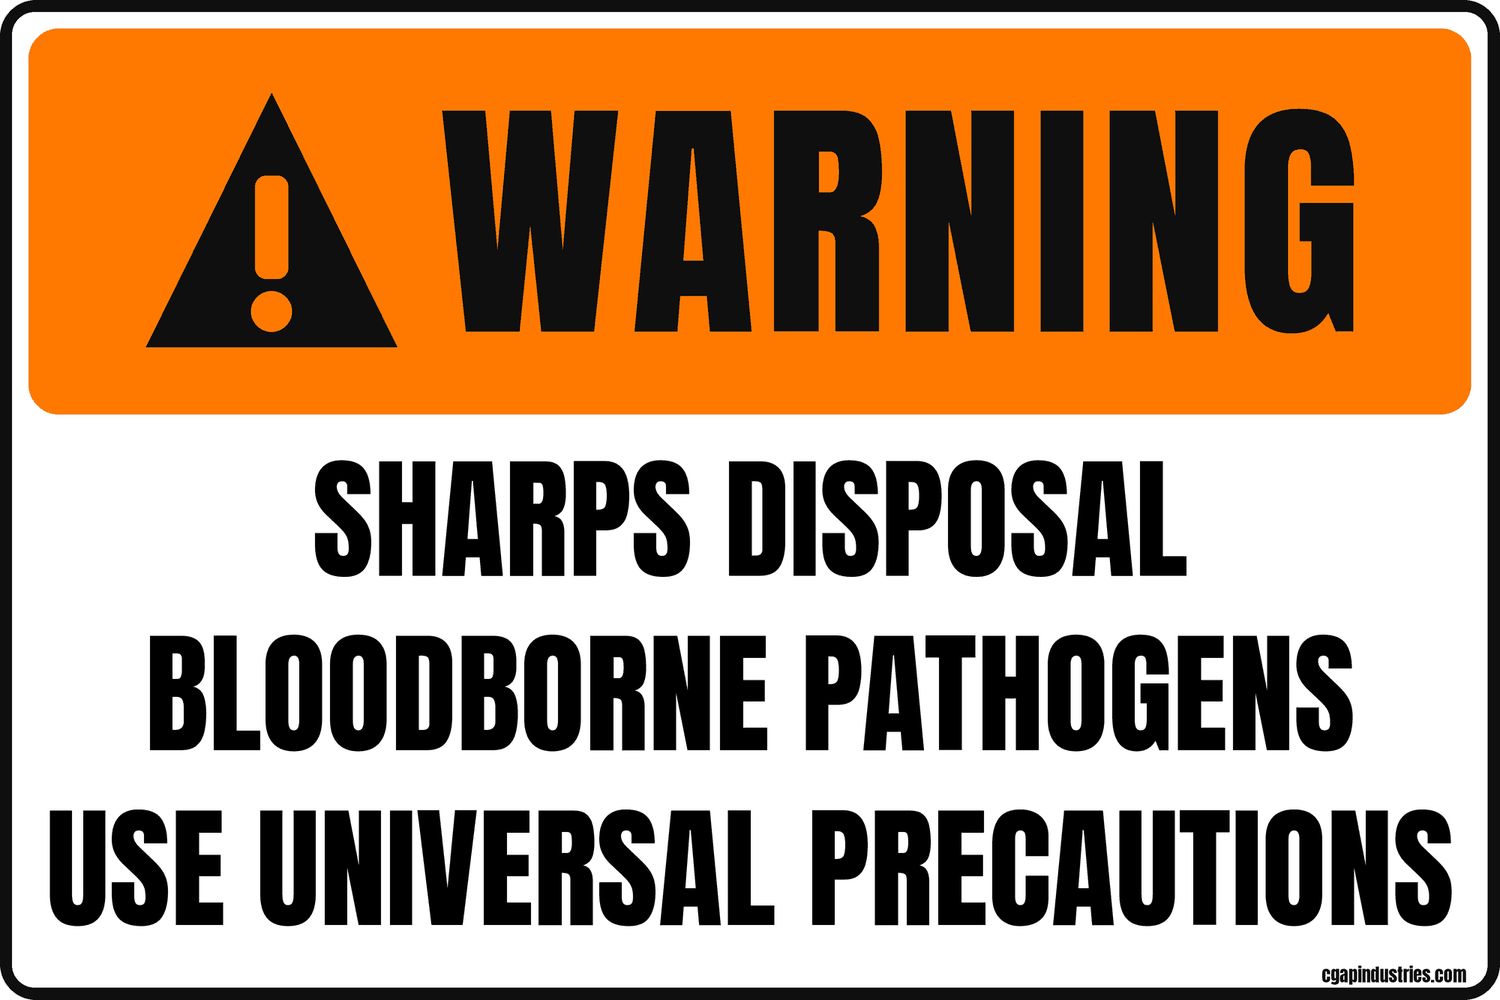 WARNING
SHARPS DISPOSAL
BLOODBORNE PATHOGENS
USE UNIVERSAL PRECAUTIONS
cgapindustries.com